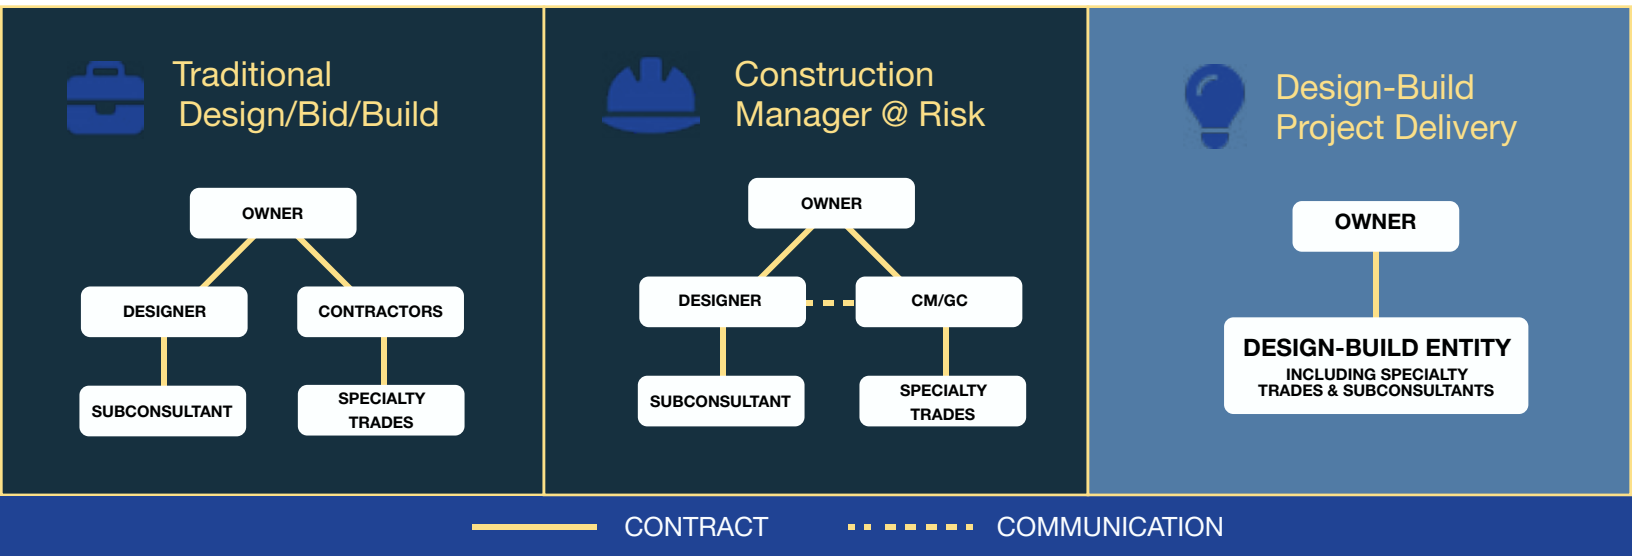 Traditional
Design/Bid/Build
OWNER
DESIGNER
CONTRACTORS
SUBCONSULTANT
SPECIALTY
TRADES
Construction
Manager @ Risk
OWNER
DESIGNER
CM/GC
SUBCONSULTANT
SPECIALTY
TRADES
Design-Build
Project Delivery
OWNER
DESIGN-BUILD ENTITY
INCLUDING SPECIALTY
TRADES & SUBCONSULTANTS
CONTRACT
COMMUNICATION